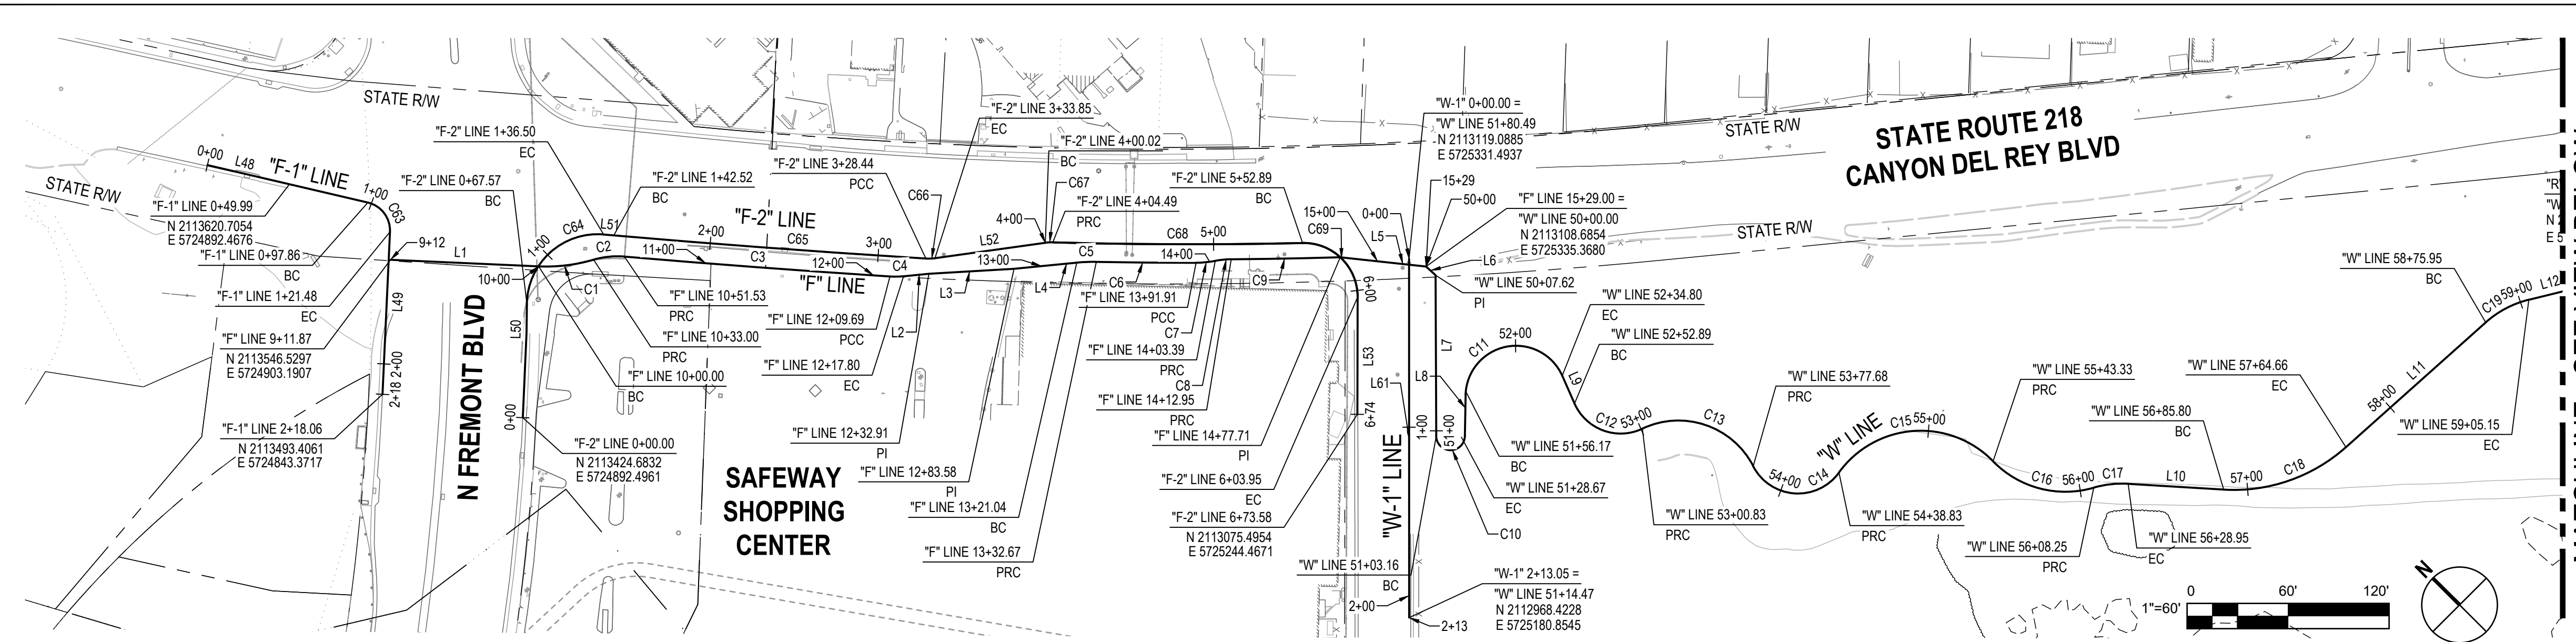 STATE R/W
STATE R/W
0+00
L48
"F-1" LINE
1+00
C63
"F-1" LINE 0+49.99
N 2113620.7054
E 5724892.4676
"F-1" LINE 0+97.86
BC
"F-1" LINE 1+21.48
EC
"F" LINE 9+11.87
N 2113546.5297
E 5724903.1907
"F-1" LINE 2+18.06
N 2113493.4061
E 5724843.3717
9+12
L1
L49
2+00
2+18
N FREMONT BLVD
"F-2" LINE 1+36.50
EC
"F-2" LINE 0+67.57
BC
10+00
L50
0+00
1+00
C64
L51
C1
C2
"F-2" LINE 1+42.52
BC
"F-2" LINE
2+00
C65
3+00
11+00
C3
12+00
C4
"F" LINE
"F" LINE 10+51.53
PRC
"F" LINE 10+33.00
PRC
"F" LINE 10+00.00
BC
"F-2" LINE 0+00.00
N 2113424.6832
E 5724892.4961
"F-2" LINE 3+28.44
PCC
"F-2" LINE 3+33.85
EC
C66
"F" LINE 12+09.69
PCC
"F" LINE 12+17.80
EC
"F" LINE 12+32.91
PI
"F" LINE 12+83.58
PI
"F" LINE 13+21.04
BC
"F" LINE 13+32.67
PRC
SAFEWAY
SHOPPING
CENTER
L2
L3
L52
13+00
L4
4+00
"F-2" LINE 4+00.02
BC
C67
"F-2" LINE 4+04.49
PRC
C5
C68
C6
14+00
5+00
"F-2" LINE 5+52.89
BC
C69
C9
"F" LINE 13+91.91
PCC
C7
"F" LINE 14+03.39
PRC
C8
"F" LINE 14+12.95
PRC
"F" LINE 14+77.71
PI
"F-2" LINE 6+03.95
EC
"F-2" LINE 6+73.58
N 2113075.4954
E 5725244.4671
15+00
0+00
L5
6+00
L53
6+74
L61
1+00
"W-1" LINE
2+00
2+13
"W-1" 0+00.00 =
"W" LINE 51+80.49
N 2113119.0885
E 5725331.4937
15+29
50+00
"F" LINE 15+29.00 =
"W" LINE 50+00.00
N 2113108.6854
E 5725335.3680
L6
"W" LINE 50+07.62
PI
L7
L8
51+00
C10
"W" LINE 51+56.17
BC
"W" LINE 51+28.67
EC
"W" LINE 51+03.16
BC
"W-1" 2+13.05 =
"W" LINE 51+14.47
N 2112968.4228
E 5725180.8545
C11
52+00
"W" LINE 52+34.80
EC
"W" LINE 52+52.89
BC
L9
C12
53+00
C13
"W" LINE 53+00.83
PRC
"W" LINE 53+77.68
PRC
54+00
C14
"W" LINE
"W" LINE 54+38.83
PRC
C15
55+00
"W" LINE 55+43.33
PRC
C16
56+00
C17
"W" LINE 56+08.25
PRC
"W" LINE 56+28.95
EC
L10
"W" LINE 56+85.80
BC
57+00
C18
"W" LINE 57+64.66
EC
58+00
L11
"W" LINE 58+75.95
BC
C19
59+00
L12
"W" LINE 59+05.15
EC
STATE R/W
STATE ROUTE 218
CANYON DEL REY BLVD
STATE R/W
N
1"=60'
0
60'
120'